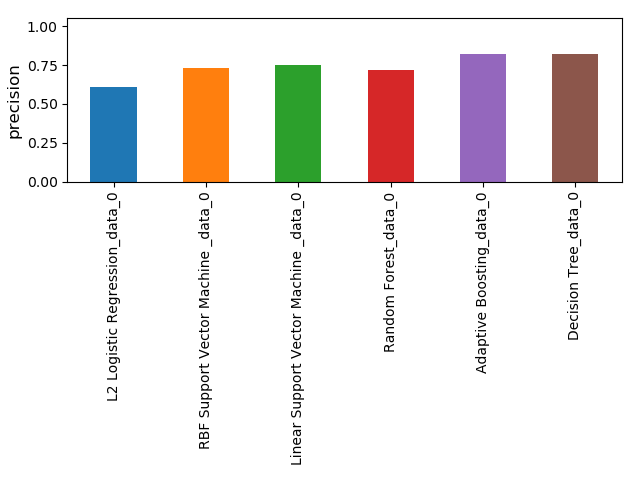 precision
1.00
0.75
0.50
0.25
0.00
L2 Logistic Regression_data_0
RBF Support Vector Machine _data_0
Linear Support Vector Machine _data_0
Random Forest_data_0
Adaptive Boosting_data_0
Decision Tree_data_0